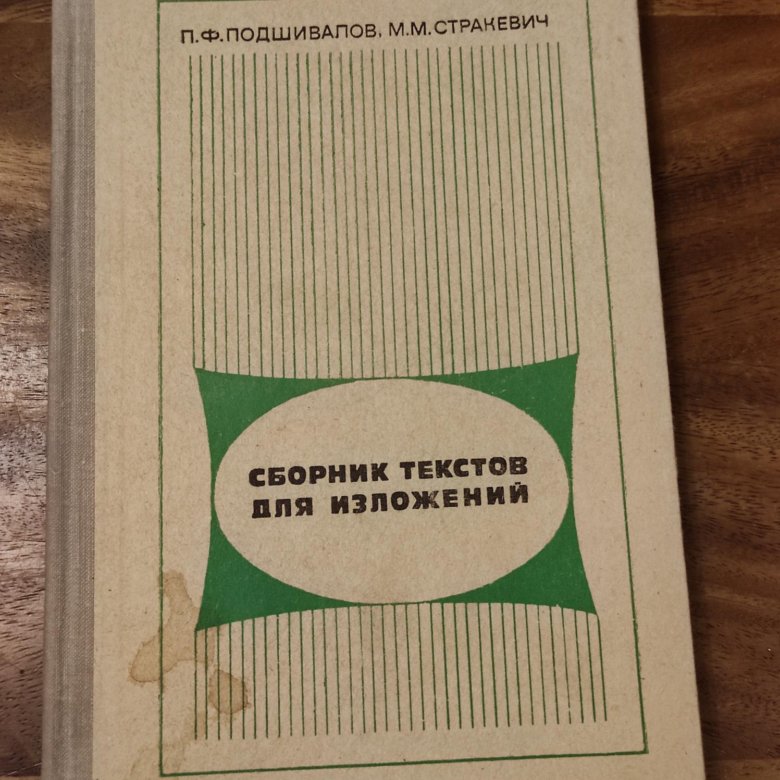 П.Ф.ПОДШИВАЛОВ, М.М.СТРАКЕВИЧ
СБОРНИК ТЕКСТОВ
ДЛЯ ИЗЛОЖЕНИЙ